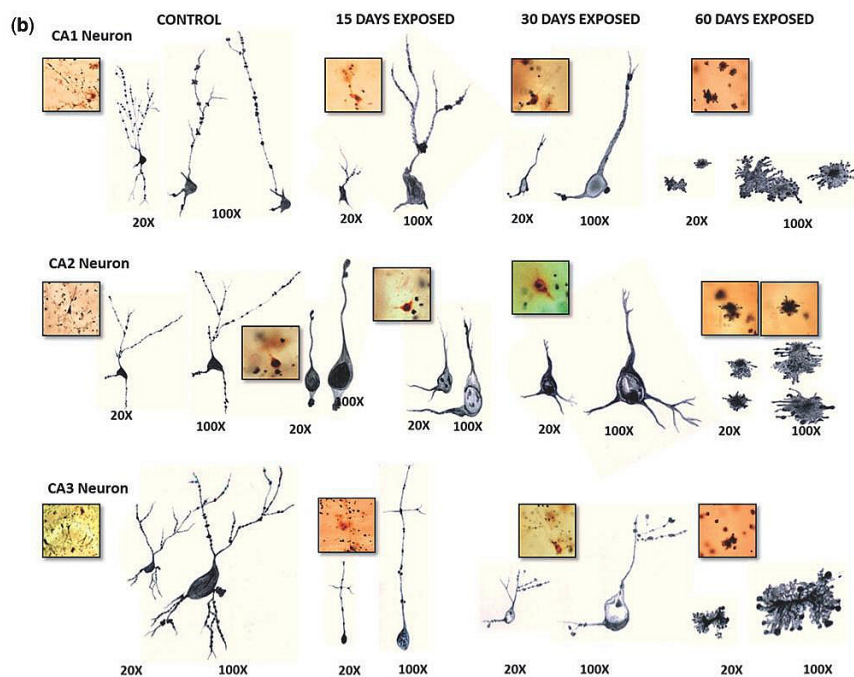 (b)
CONTROL 15 DAYS EXPOSED 30 DAYS EXPOSED 60 DAYS EXPOSED
CA1 Neuron
20X 100X 20X 100X 20X 100X 20X 100X
CA2 Neuron
20X 100X 20X 100X 20X 100X 20X 100X 20X 100X
CA3 Neuron
20X 100X 20X 100X 20X 100X 20X 100X